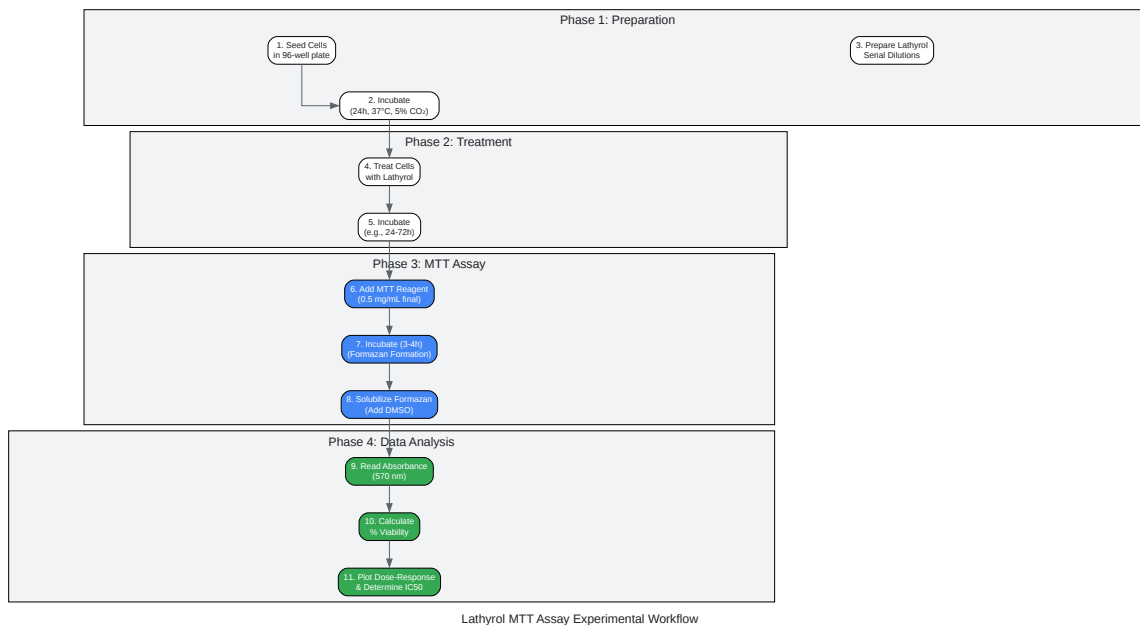 Phase 1: Preparation
1. Seed Cells
in 96-well plate
3. Prepare Lathyrol
Serial Dilutions
2. Incubate
(24h, 37°C, 5% CO₂)
Phase 2: Treatment
4. Treat Cells
with Lathyrol
5. Incubate
(e.g., 24-72h)
Phase 3: MTT Assay
6. Add MTT Reagent
(0.5 mg/mL final)
7. Incubate (3-4h)
(Formazan Formation)
8. Solubilize Formazan
(Add DMSO)
Phase 4: Data Analysis
9. Read Absorbance
(570 nm)
10. Calculate
% Viability
11. Plot Dose-Response
& Determine IC50
Lathyrol MTT Assay Experimental Workflow